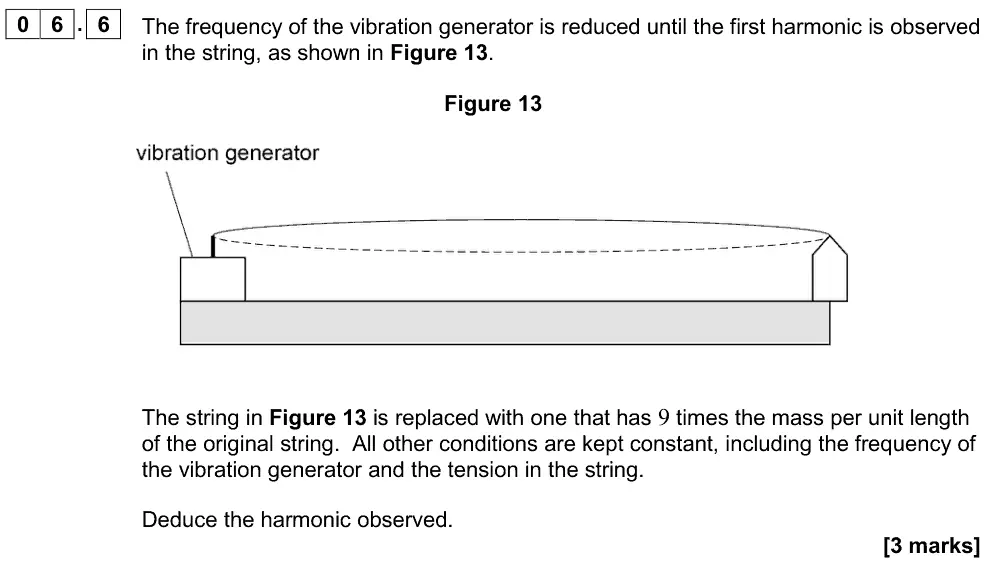 0 6 . 6 The frequency of the vibration generator is reduced until the first harmonic is observed
in the string, as shown in Figure 13.
Figure 13
vibration generator
The string in Figure 13 is replaced with one that has 9 times the mass per unit length
of the original string. All other conditions are kept constant, including the frequency of
the vibration generator and the tension in the string.
Deduce the harmonic observed.
[3 marks]